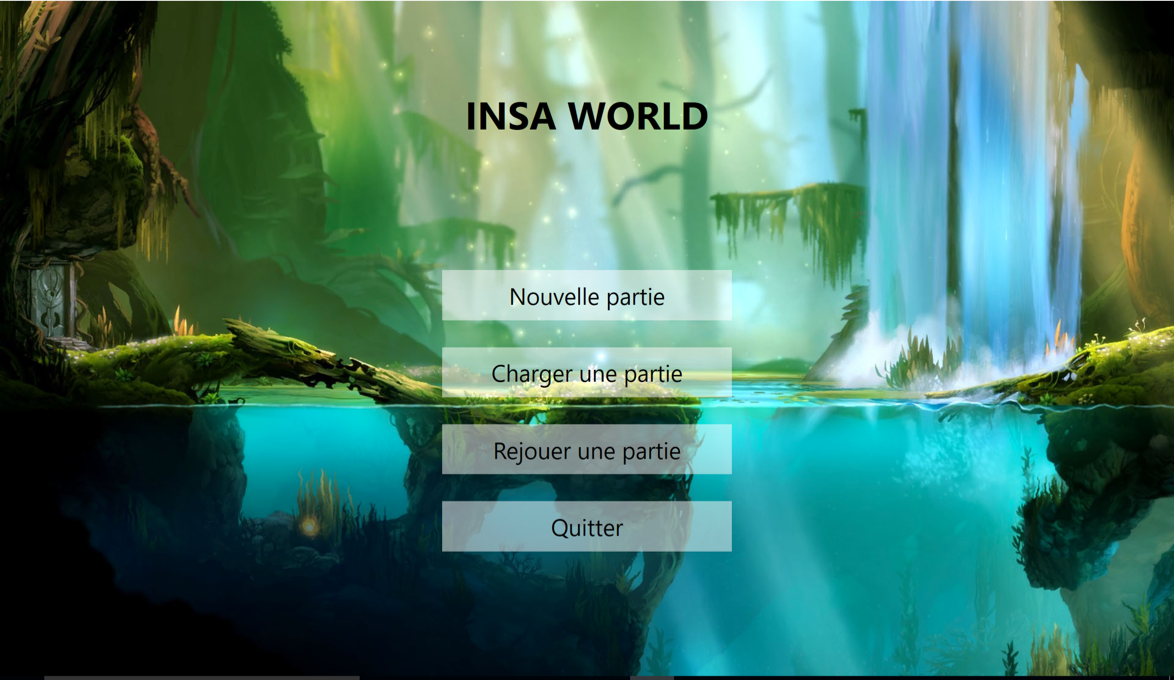 INSA WORLD
Nouvelle partie
Charger une partie
Rejouer une partie
Quitter